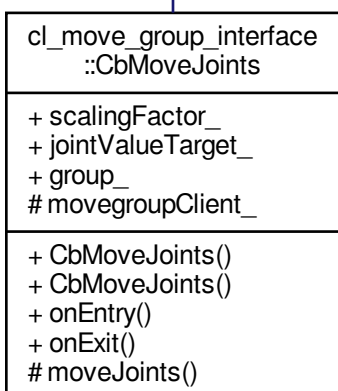 cl_move_group_interface
::CbMoveJoints
+ scalingFactor_
+ jointValueTarget_
+ group_
# movegroupClient_
+ CbMoveJoints()
+ CbMoveJoints()
+ onEntry()
+ onExit()
# moveJoints()